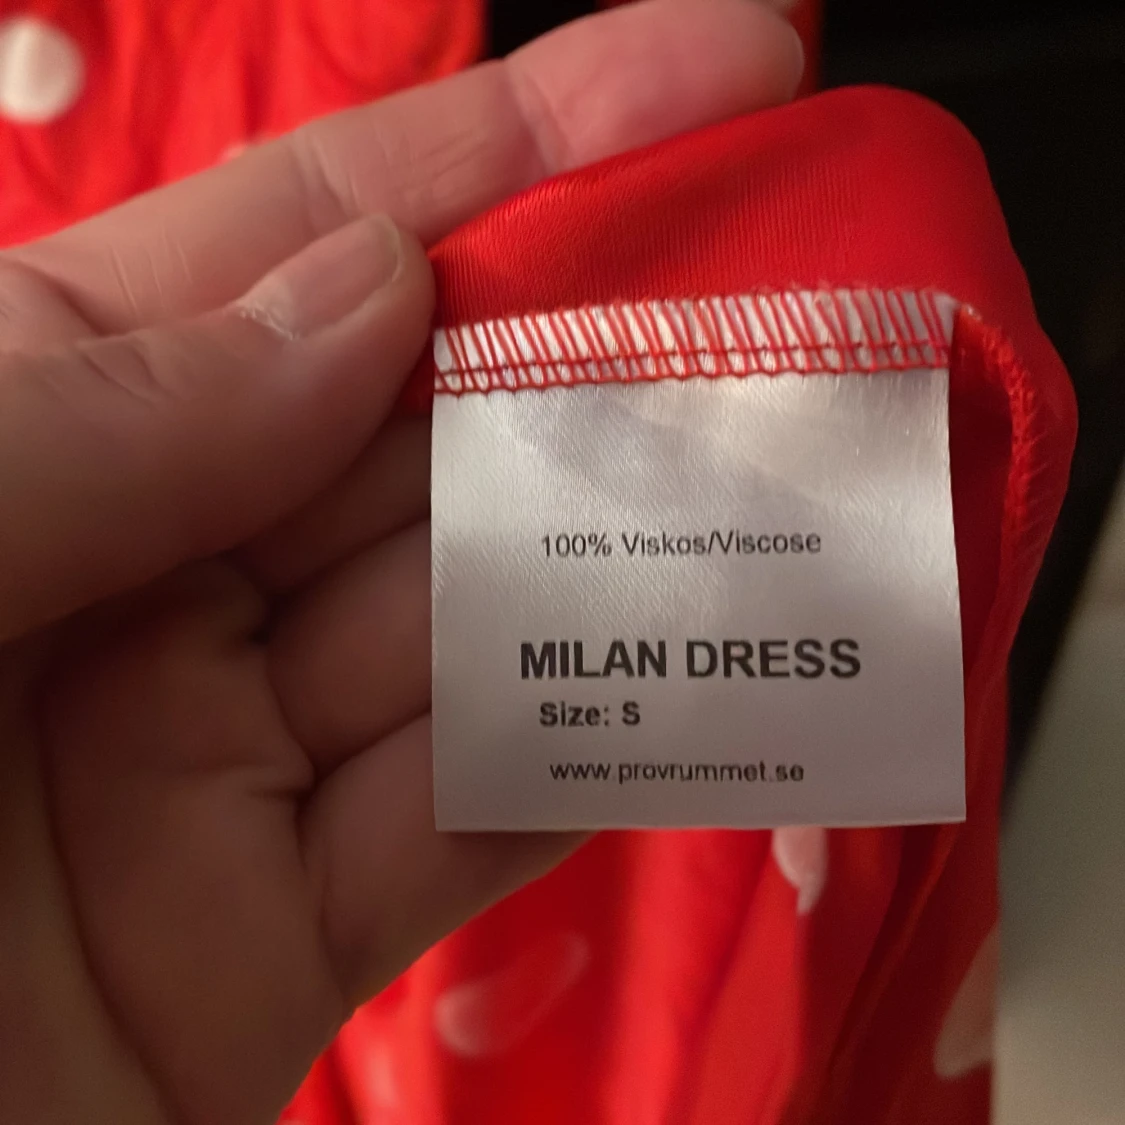 100% Viskos/Viscose
MILAN DRESS
Size: S
www.provrummet.se